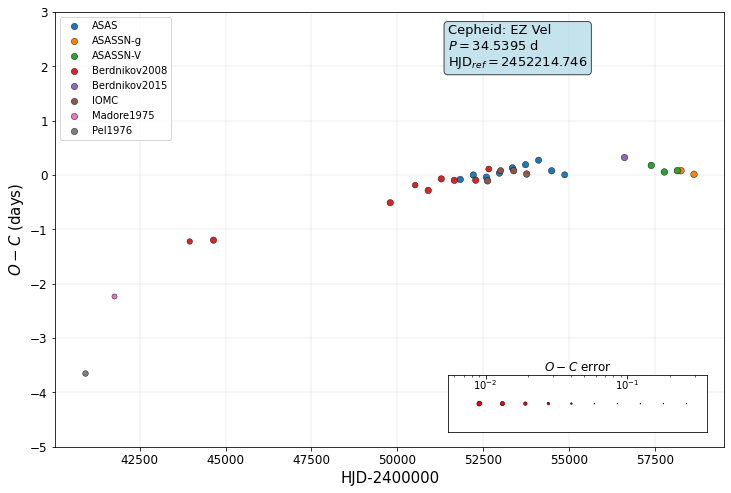 ASAS
ASASSN-g
ASASSN-V
Berdnikov2008
Berdnikov2015
IOMC
Madore1975
Pel1976
Cepheid: EZ Vel
P = 34.5395 d
HJD_ref = 2452214.746
3
2
1
0
−1
−2
−3
−4
−5
O − C (days)
O − C error
10^−2 10^−1
42500 45000 47500 50000 52500 55000 57500
HJD-2400000